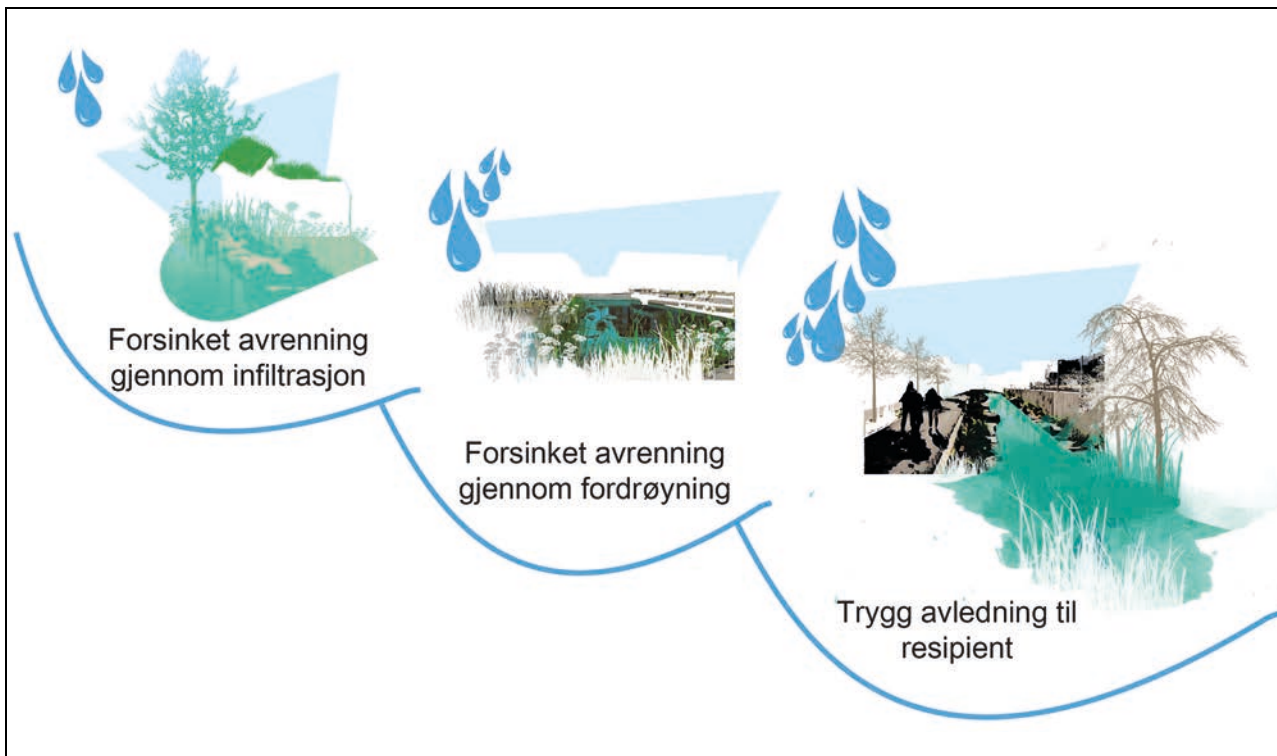 Forsinket avrenning
gjennom infiltrasjon
Forsinket avrenning
gjennom fordrøyning
Trygg avledning til
resipient